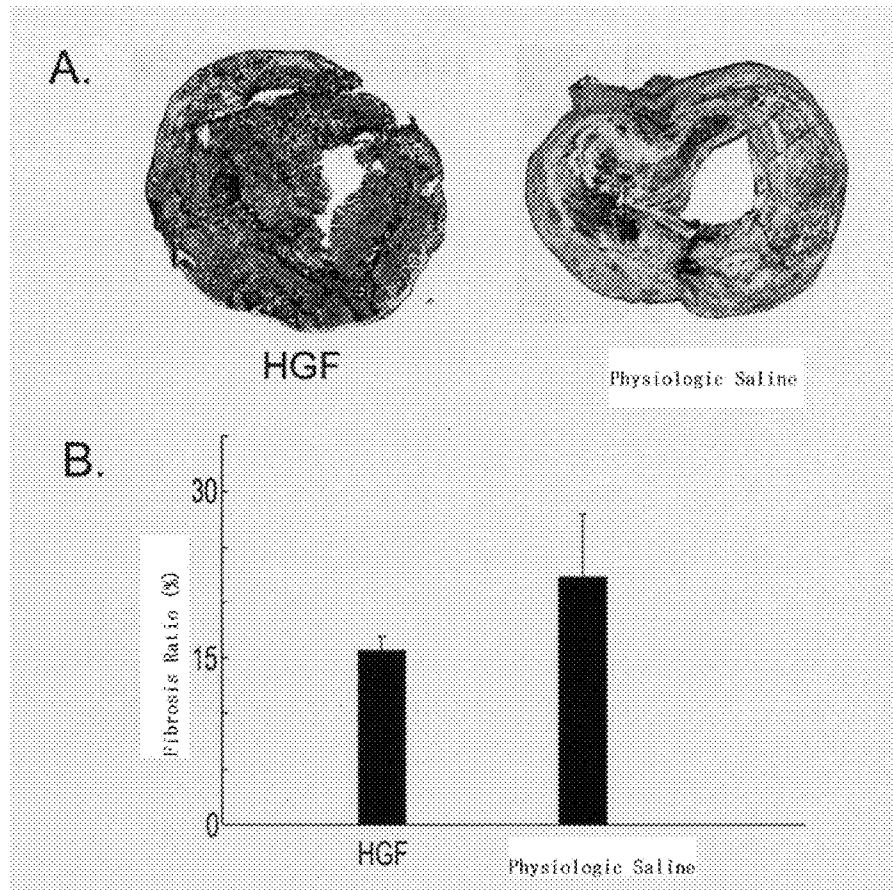 A.
HGF
Physiologic Saline
B.
Fibrosis Ratio (%)
30
15
0
HGF
Physiologic Saline